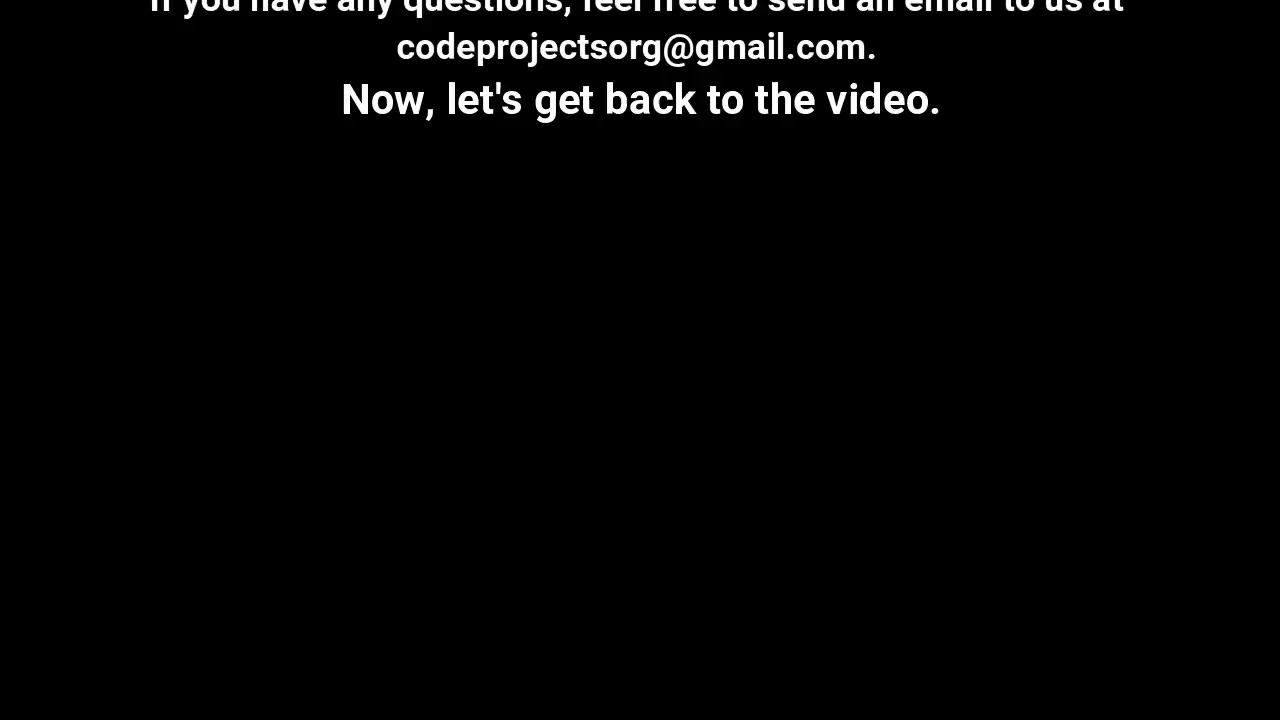 If you have any questions, feel free to send an email to us at
codeprojectsorg@gmail.com.
Now, let's get back to the video.